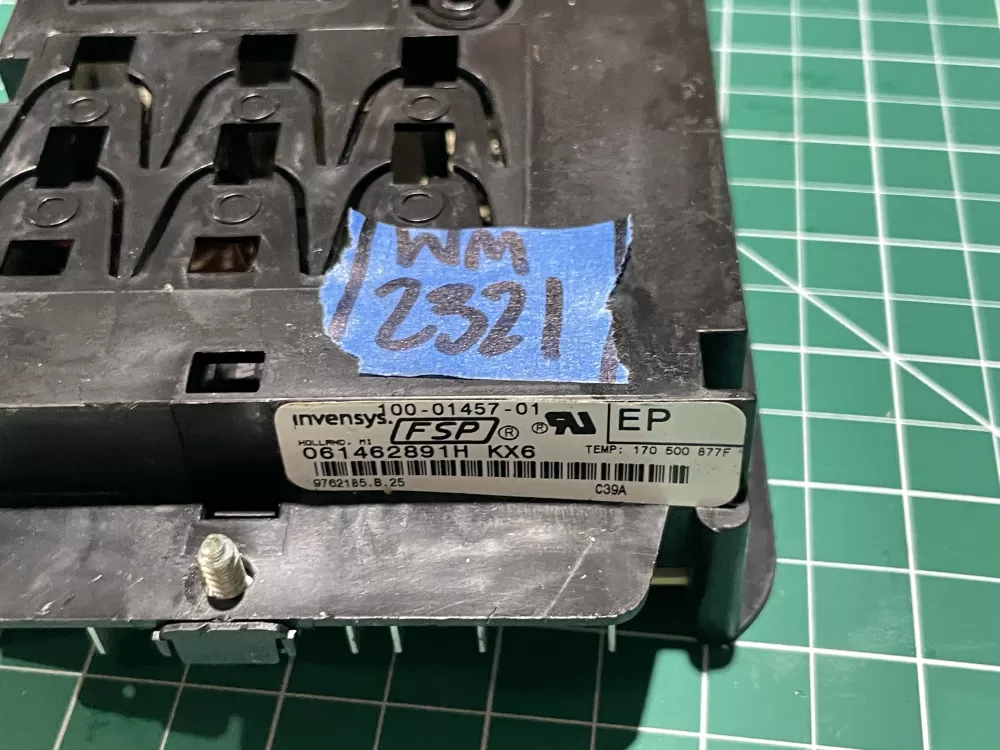 WM
2321
invensys. 100-01457-01
FSP ® ® EP
HOLLAND, MI
061462891H KX6 TEMP: 170 500 877F
9762185.B.25 C39A